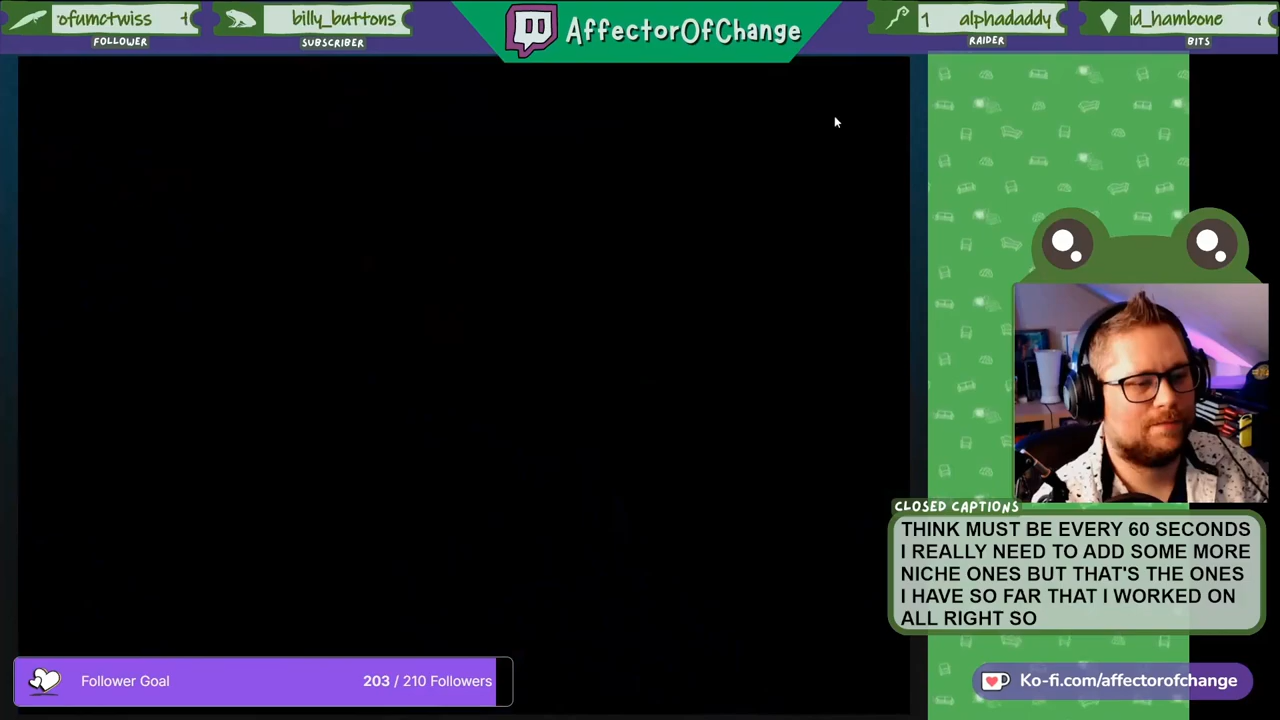 ofumctwiss
FOLLOWER
billy_buttons
SUBSCRIBER
AffectorOfChange
1 alphadaddy
RAIDER
d_hambone
BITS
CLOSED CAPTIONS
THINK MUST BE EVERY 60 SECONDS
I REALLY NEED TO ADD SOME MORE
NICHE ONES BUT THAT'S THE ONES
I HAVE SO FAR THAT I WORKED ON
ALL RIGHT SO
Follower Goal 203 / 210 Followers
Ko-fi.com/affectorofchange